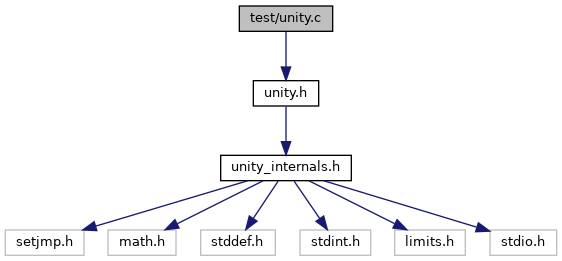 test/unity.c
unity.h
unity_internals.h
setjmp.h
math.h
stddef.h
stdint.h
limits.h
stdio.h